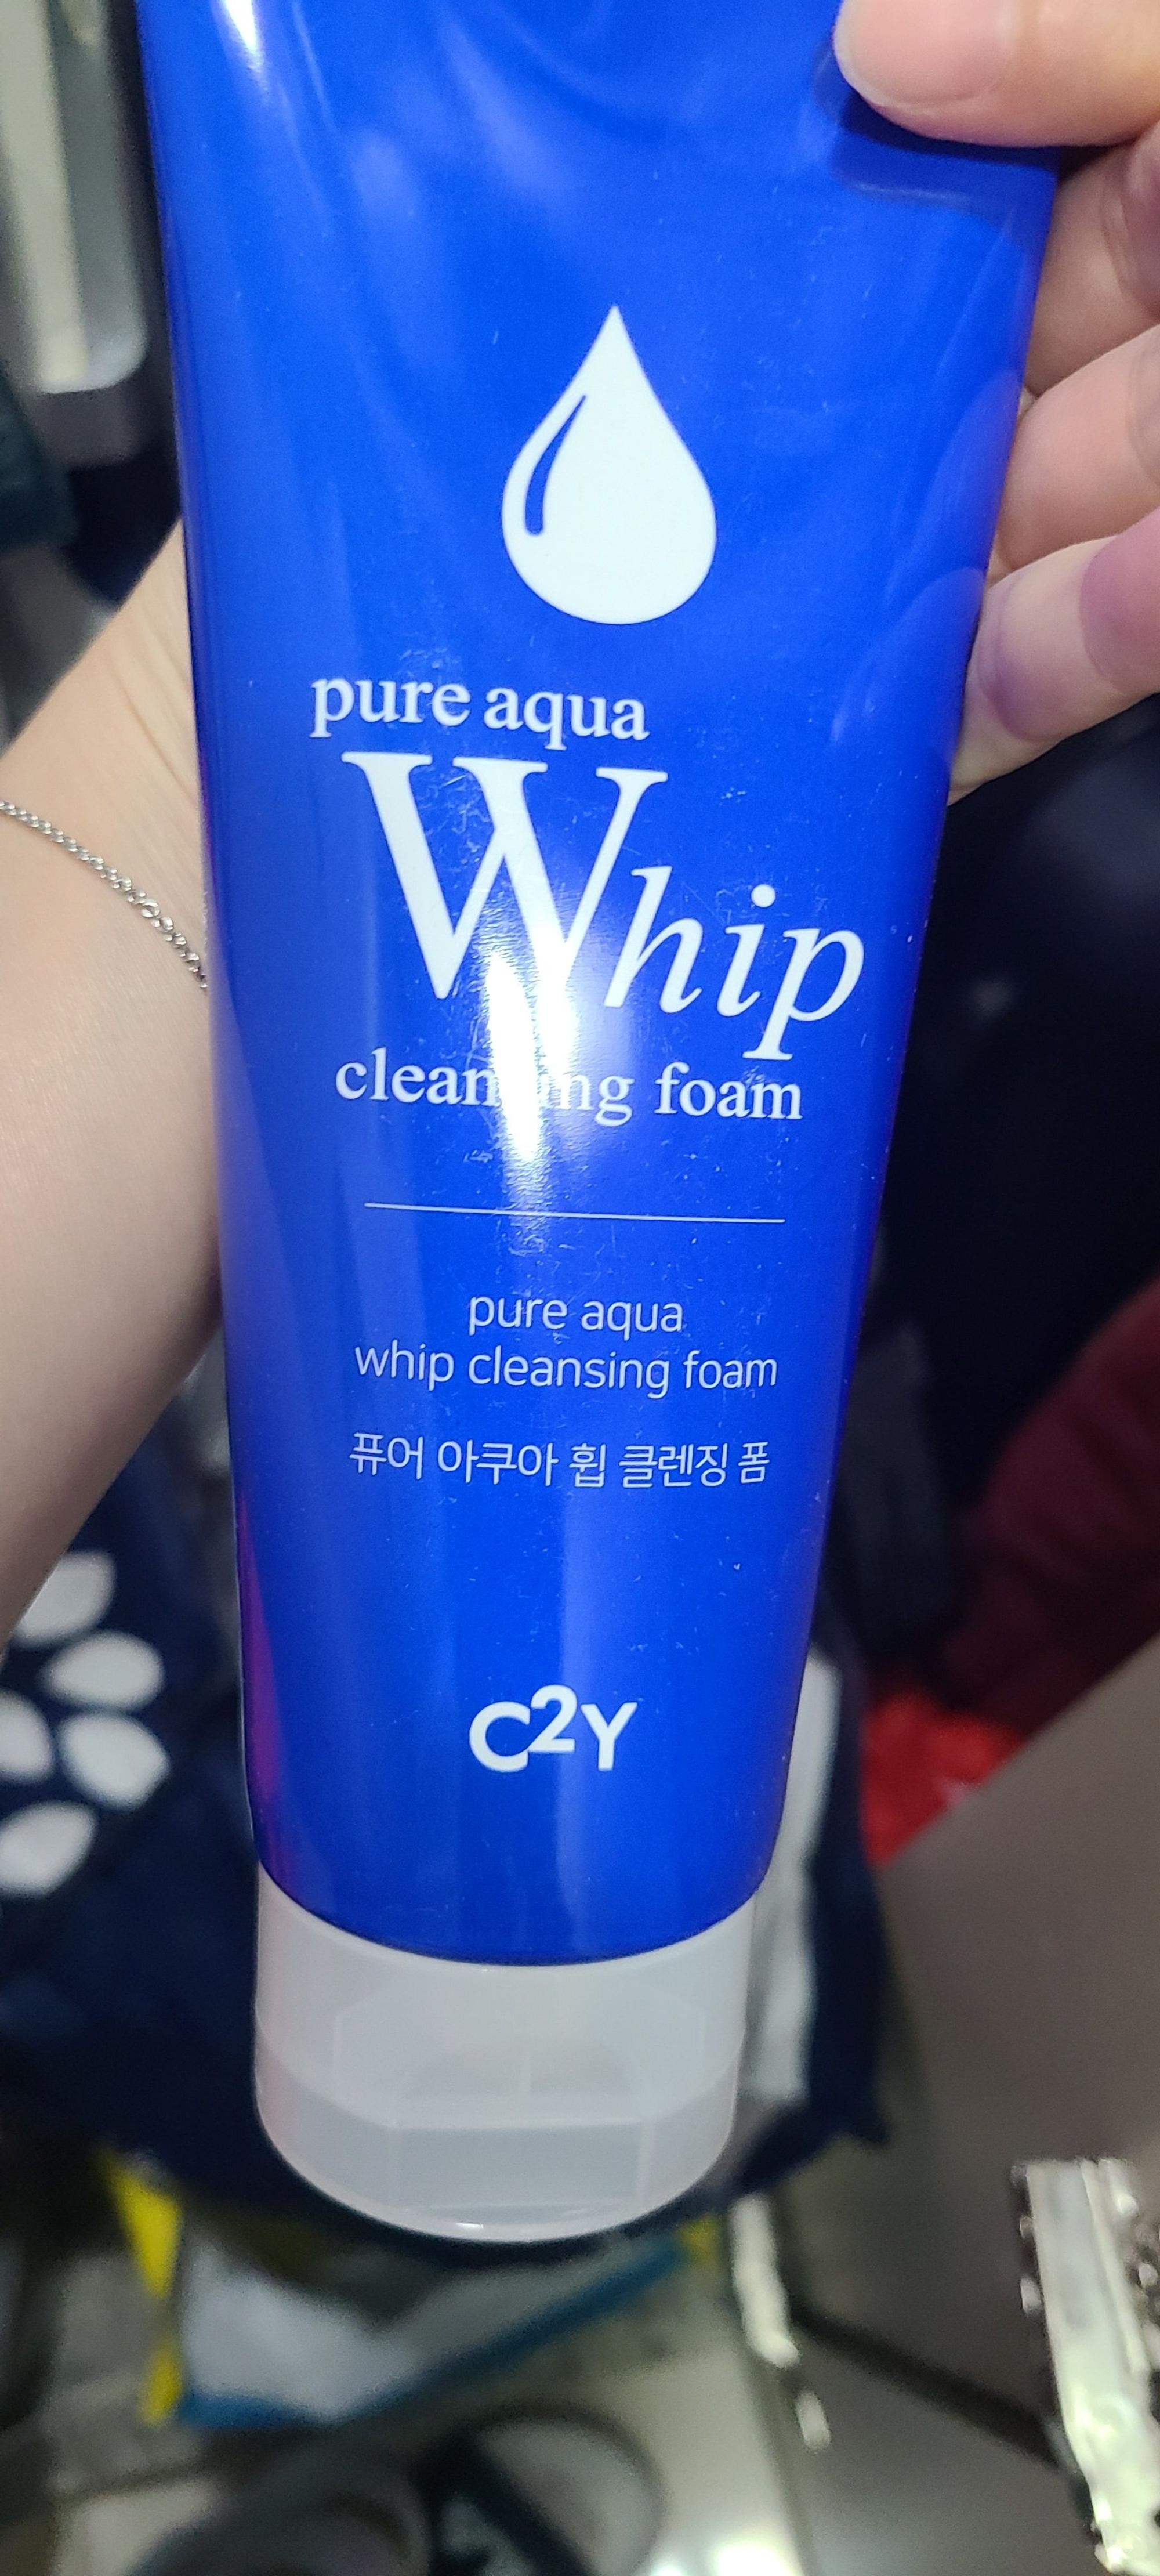 pure aqua
Whip
cleansing foam
pure aqua
whip cleansing foam
퓨어 아쿠아 휩 클렌징 폼
C2Y